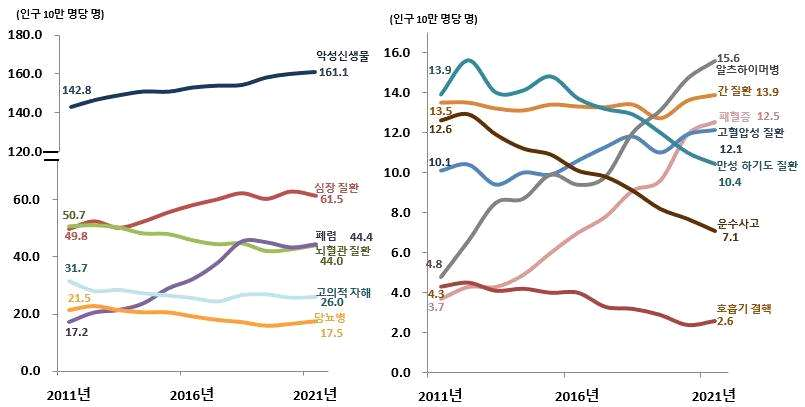 (인구 10만 명당 명)
180.0
160.0
140.0
120.0
60.0
40.0
20.0
0.0
142.8
악성신생물
161.1
심장 질환
61.5
50.7
49.8
폐렴 44.4
뇌혈관 질환
44.0
31.7
고의적 자해
26.0
21.5
당뇨병
17.5
17.2
2011년 2016년 2021년
(인구 10만 명당 명)
16.0
14.0
12.0
10.0
8.0
6.0
4.0
2.0
0.0
15.6
알츠하이머병
13.9
간 질환 13.9
13.5
패혈증 12.5
12.6
고혈압성 질환
12.1
10.1
만성 하기도 질환
10.4
운수사고
7.1
4.8
4.3
3.7
호흡기 결핵
2.6
2011년 2016년 2021년